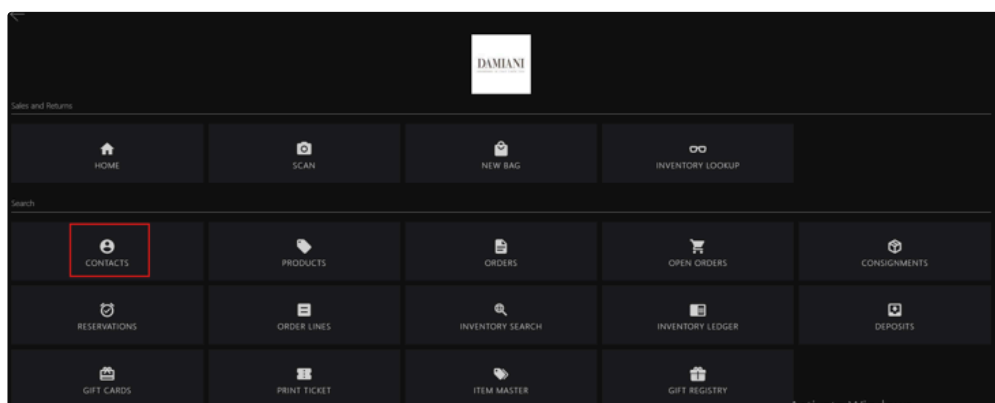 DAMIANI
Sales and Returns
HOME
SCAN
NEW BAG
INVENTORY LOOKUP
Search
CONTACTS
PRODUCTS
ORDERS
OPEN ORDERS
CONSIGNMENTS
RESERVATIONS
ORDER LINES
INVENTORY SEARCH
INVENTORY LEDGER
DEPOSITS
GIFT CARDS
PRINT TICKET
ITEM MASTER
GIFT REGISTRY